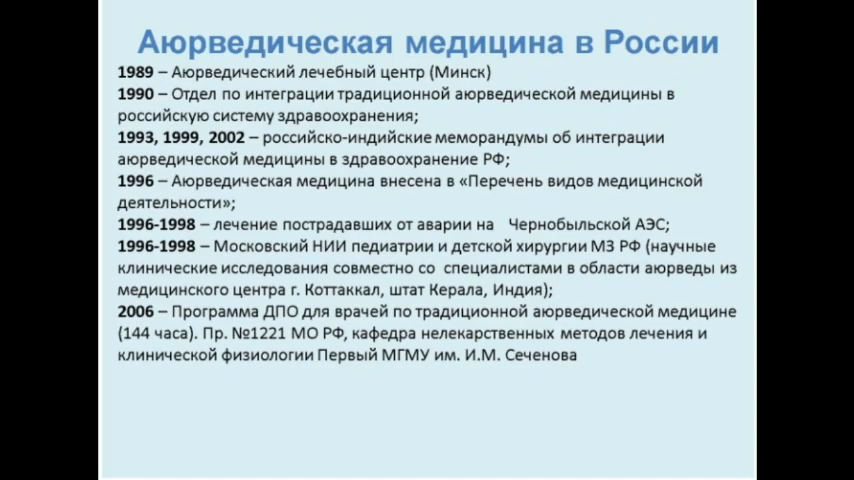 Аюрведическая медицина в России
1989 – Аюрведический лечебный центр (Минск)
1990 – Отдел по интеграции традиционной аюрведической медицины в
российскую систему здравоохранения;
1993, 1999, 2002 – российско-индийские меморандумы об интеграции
аюрведической медицины в здравоохранение РФ;
1996 – Аюрведическая медицина внесена в «Перечень видов медицинской
деятельности»;
1996-1998 – лечение пострадавших от аварии на Чернобыльской АЭС;
1996-1998 – Московский НИИ педиатрии и детской хирургии МЗ РФ (научные
клинические исследования совместно со специалистами в области аюрведы из
медицинского центра г. Коттаккал, штат Керала, Индия);
2006 – Программа ДПО для врачей по традиционной аюрведической медицине
(144 часа). Пр. №1221 МО РФ, кафедра нелекарственных методов лечения и
клинической физиологии Первый МГМУ им. И.М. Сеченова